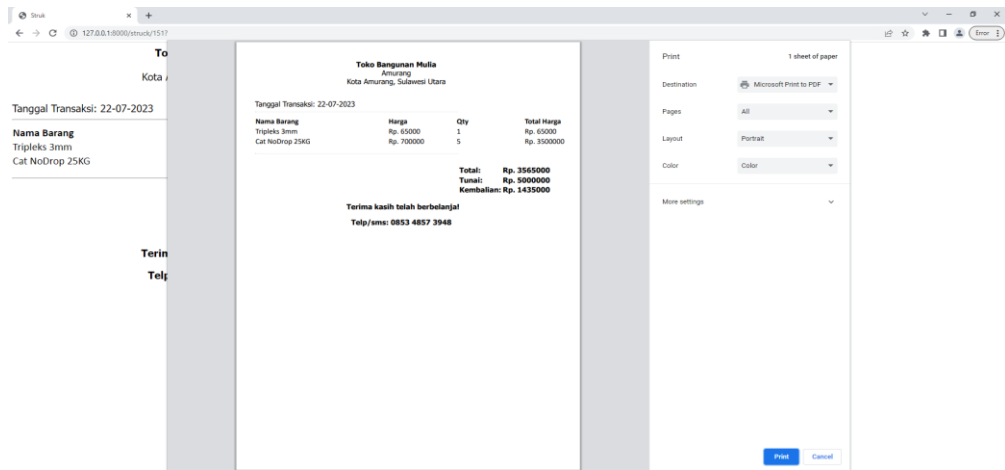 Struk
127.0.0.1:8000/struck/151?
Error
To
Kota
Tanggal Transaksi: 22-07-2023
Nama Barang
Tripleks 3mm
Cat NoDrop 25KG
Terin
Telp
Toko Bangunan Mulia
Amurang
Kota Amurang, Sulawesi Utara
Tanggal Transaksi: 22-07-2023
Nama Barang Harga Qty Total Harga
Tripleks 3mm Rp. 65000 1 Rp. 65000
Cat NoDrop 25KG Rp. 700000 5 Rp. 3500000
Total: Rp. 3565000
Tunai: Rp. 5000000
Kembalian: Rp. 1435000
Terima kasih telah berbelanja!
Telp/sms: 0853 4857 3948
Print 1 sheet of paper
Destination Microsoft Print to PDF
Pages All
Layout Portrait
Color Color
More settings
Print Cancel